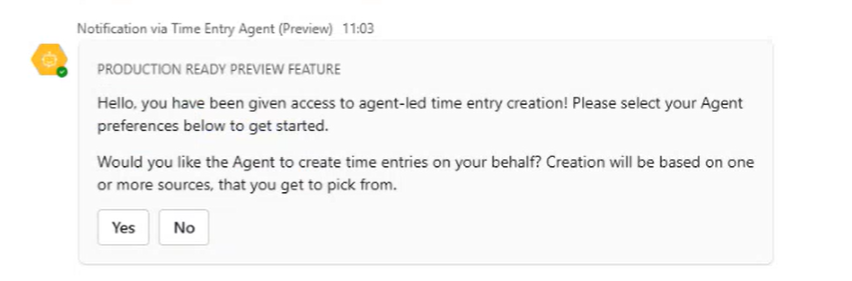 Notification via Time Entry Agent (Preview) 11:03
PRODUCTION READY PREVIEW FEATURE
Hello, you have been given access to agent-led time entry creation! Please select your Agent
preferences below to get started.
Would you like the Agent to create time entries on your behalf? Creation will be based on one
or more sources, that you get to pick from.
Yes No